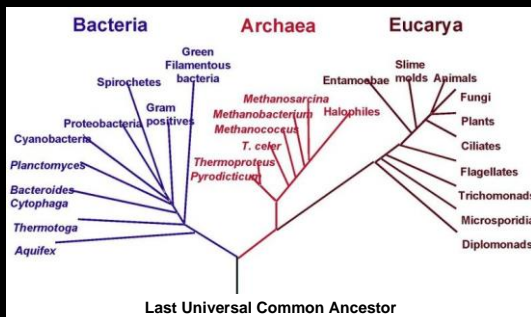 Bacteria
Archaea
Eucarya
Green
Filamentous
bacteria
Spirochetes
Gram
positives
Proteobacteria
Cyanobacteria
Planctomyces
Bacteroides
Cytophaga
Thermotoga
Aquifex
Methanosarcina
Methanobacterium
Methanococcus
T. celer
Thermoproteus
Pyrodicticum
Halophiles
Entamoebae
Slime
molds
Animals
Fungi
Plants
Ciliates
Flagellates
Trichomonads
Microsporidia
Diplomonads
Last Universal Common Ancestor